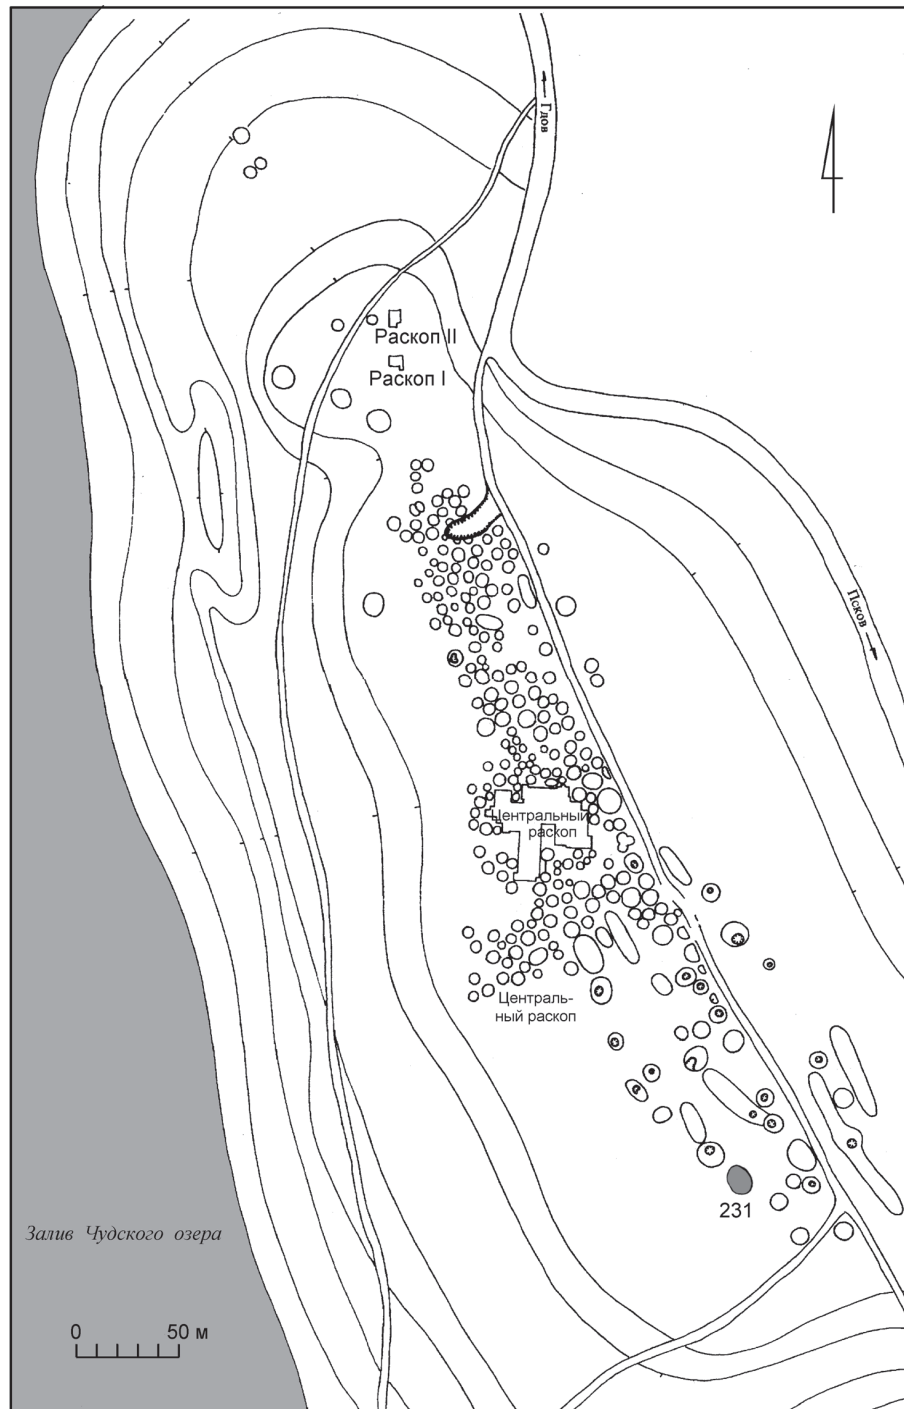 Гдов
Раскоп II
Раскоп I
Псков
Центральный
раскоп
Централь-
ный раскоп
231
Залив Чудского озера
0 50 м